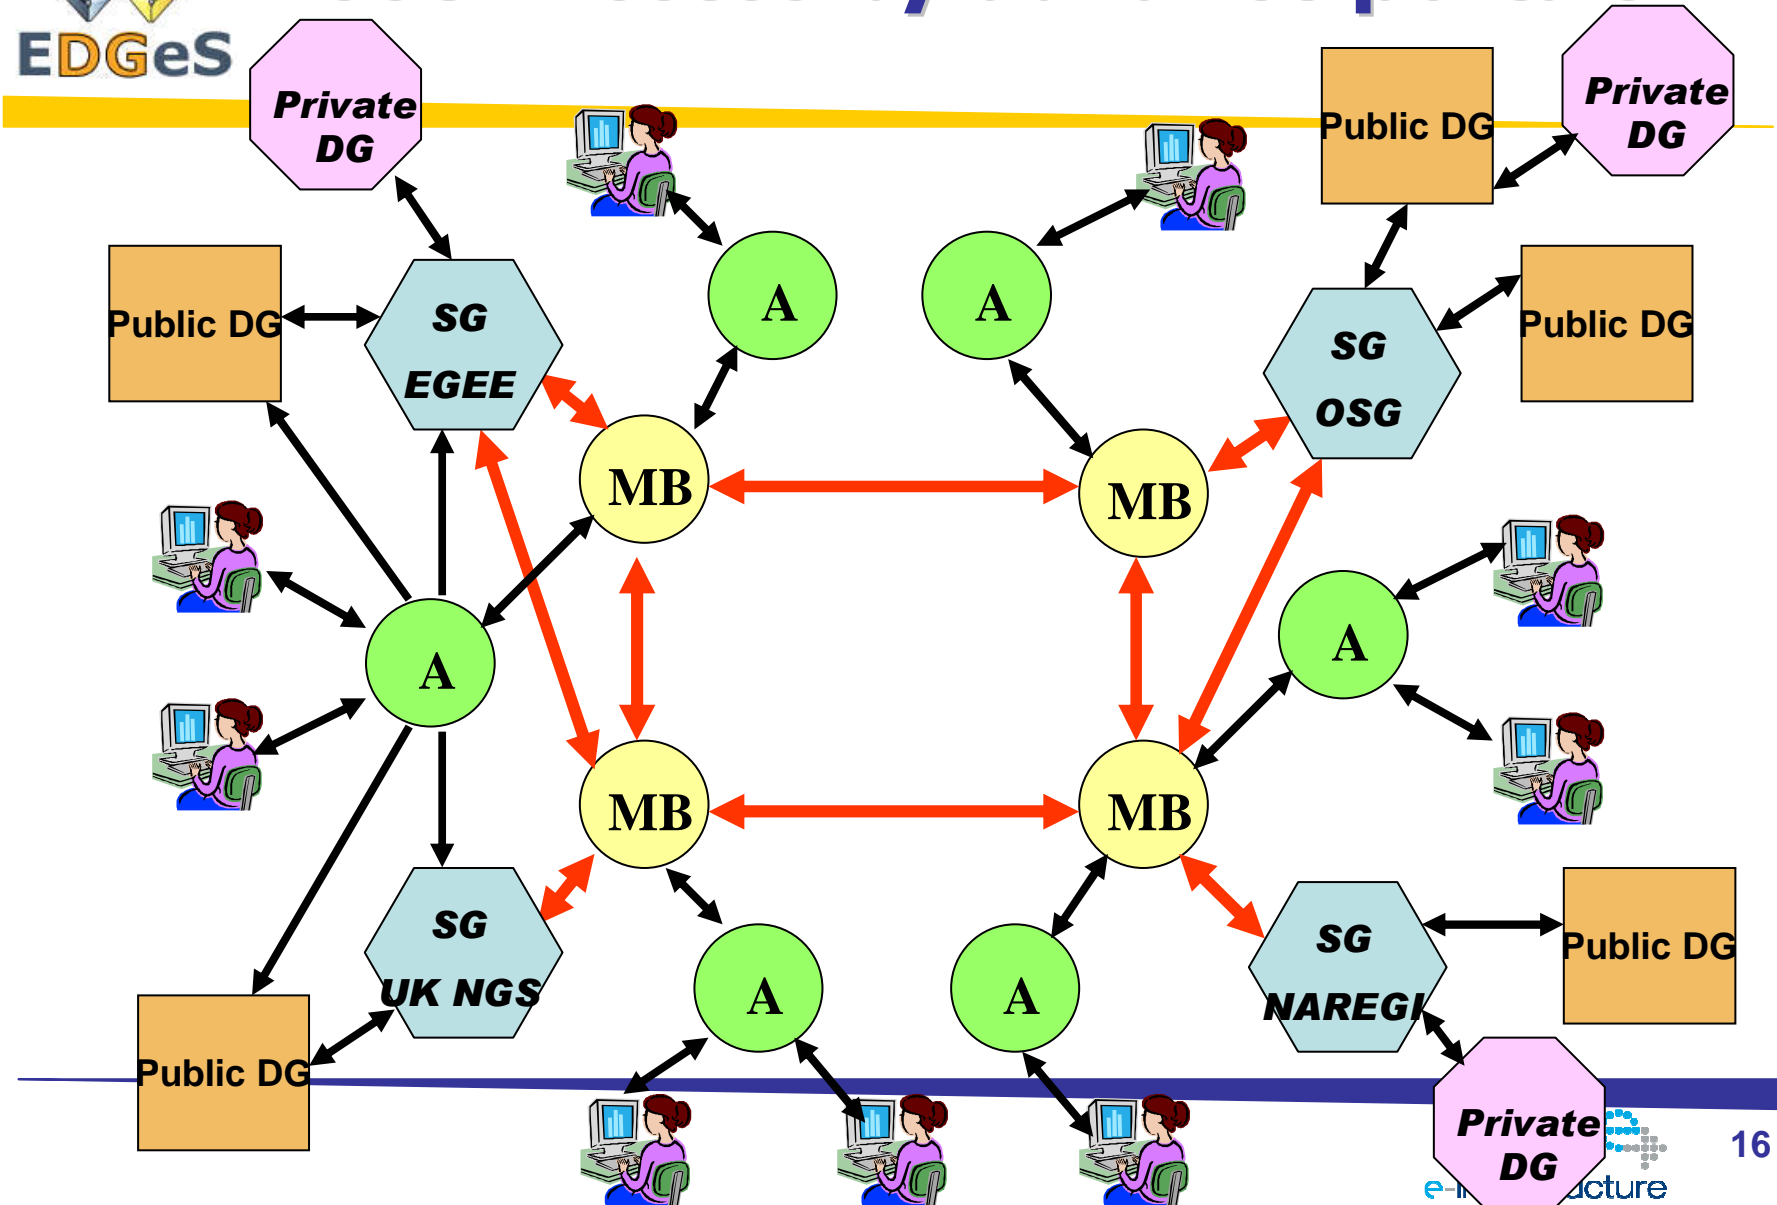 EDGeS
Private
DG
Public DG
Private
DG
A
A
Public DG
SG
EGEE
SG
OSG
Public DG
MB
MB
A
A
MB
MB
SG
UK NGS
A
A
SG
NAREGI
Public DG
Public DG
Private
DG
16